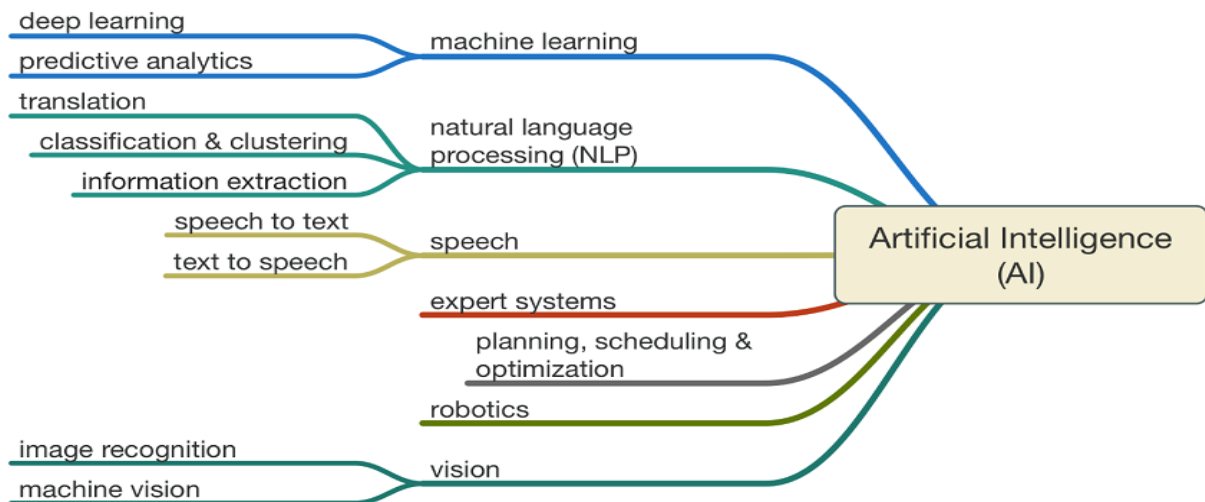 deep learning
predictive analytics
machine learning
translation
classification & clustering
information extraction
natural language
processing (NLP)
speech to text
text to speech
speech
expert systems
planning, scheduling &
optimization
robotics
image recognition
machine vision
vision
Artificial Intelligence
(AI)